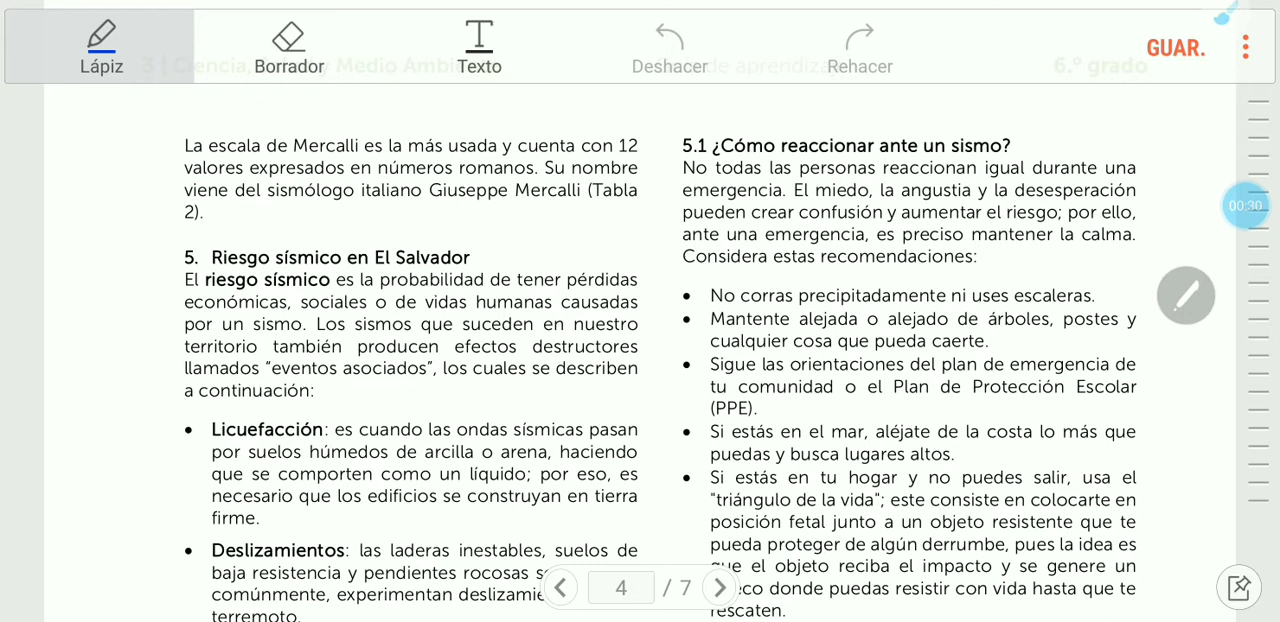 Lápiz
Borrador
Texto
Deshacer
Rehacer
GUAR.
3 | Ciencia, Salud y Medio Ambiente
de aprendizaje
6.º grado
La escala de Mercalli es la más usada y cuenta con 12
valores expresados en números romanos. Su nombre
viene del sismólogo italiano Giuseppe Mercalli (Tabla
2).
5. Riesgo sísmico en El Salvador
El riesgo sísmico es la probabilidad de tener pérdidas
económicas, sociales o de vidas humanas causadas
por un sismo. Los sismos que suceden en nuestro
territorio también producen efectos destructores
llamados "eventos asociados", los cuales se describen
a continuación:
• Licuefacción: es cuando las ondas sísmicas pasan
por suelos húmedos de arcilla o arena, haciendo
que se comporten como un líquido; por eso, es
necesario que los edificios se construyan en tierra
firme.
• Deslizamientos: las laderas inestables, suelos de
baja resistencia y pendientes rocosas
comúnmente, experimentan
terremoto.
5.1 ¿Cómo reaccionar ante un sismo?
No todas las personas reaccionan igual durante una
emergencia. El miedo, la angustia y la desesperación
pueden crear confusión y aumentar el riesgo; por ello,
ante una emergencia, es preciso mantener la calma.
Considera estas recomendaciones:
• No corras precipitadamente ni uses escaleras.
• Mantente alejada o alejado de árboles, postes y
cualquier cosa que pueda caerte.
• Sigue las orientaciones del plan de emergencia de
tu comunidad o el Plan de Protección Escolar
(PPE).
• Si estás en el mar, aléjate de la costa lo más que
puedas y busca lugares altos.
• Si estás en tu hogar y no puedes salir, usa el
"triángulo de la vida"; este consiste en colocarte en
posición fetal junto a un objeto resistente que te
pueda proteger de algún derrumbe, pues la idea es
que el objeto reciba el impacto y se genere un
donde puedas resistir con vida hasta que te
rescaten.
00:30
4 / 7